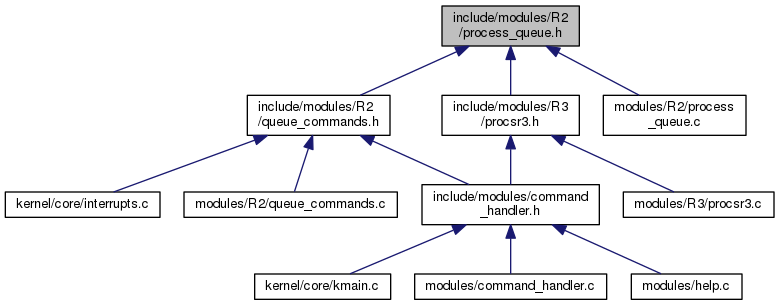 include/modules/R2
/process_queue.h
include/modules/R2
/queue_commands.h
include/modules/R3
/procsr3.h
modules/R2/process
_queue.c
kernel/core/interrupts.c
modules/R2/queue_commands.c
include/modules/command
_handler.h
modules/R3/procsr3.c
kernel/core/kmain.c
modules/command_handler.c
modules/help.c